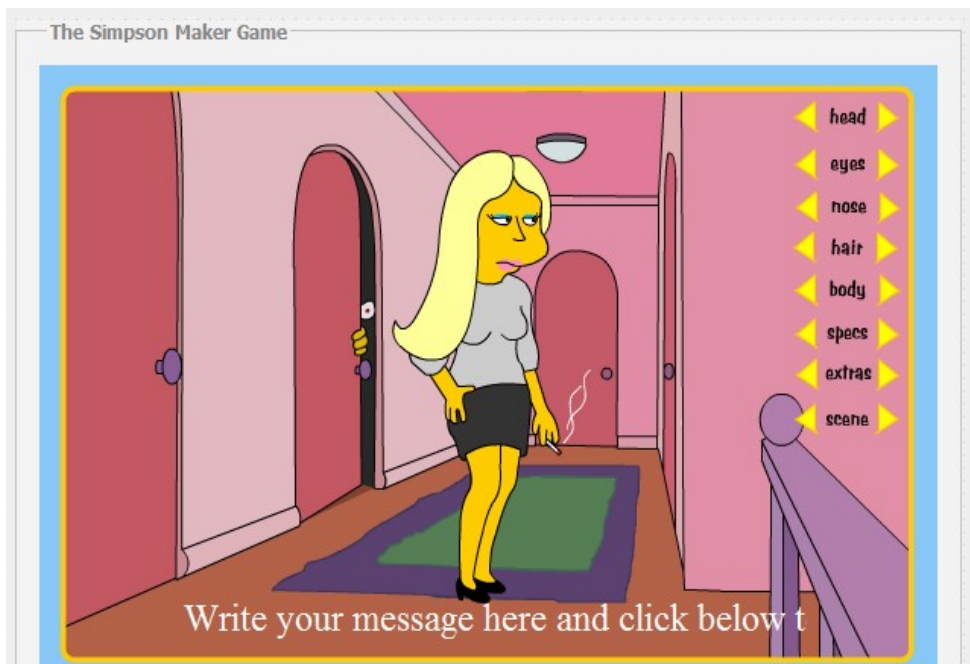 The Simpson Maker Game
head
eyes
nose
hair
body
specs
extras
scene
Write your message here and click below t